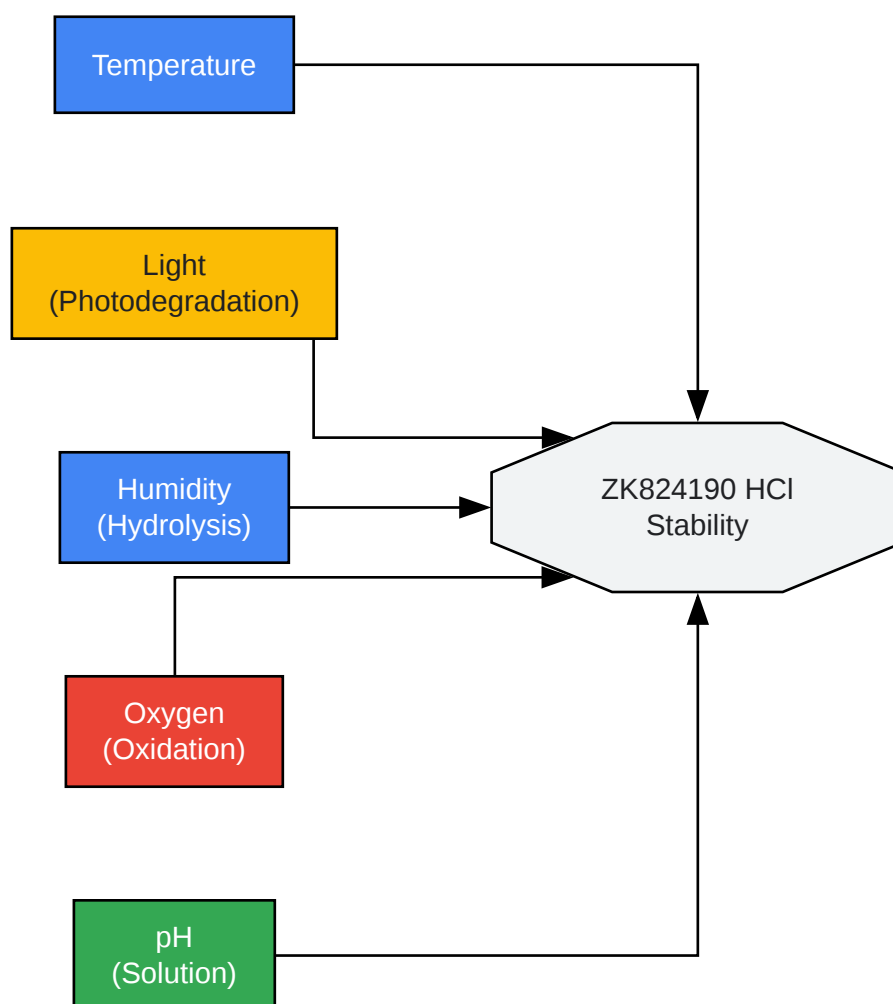 Temperature
Light
(Photodegradation)
Humidity
(Hydrolysis)
ZK824190 HCl
Stability
Oxygen
(Oxidation)
pH
(Solution)